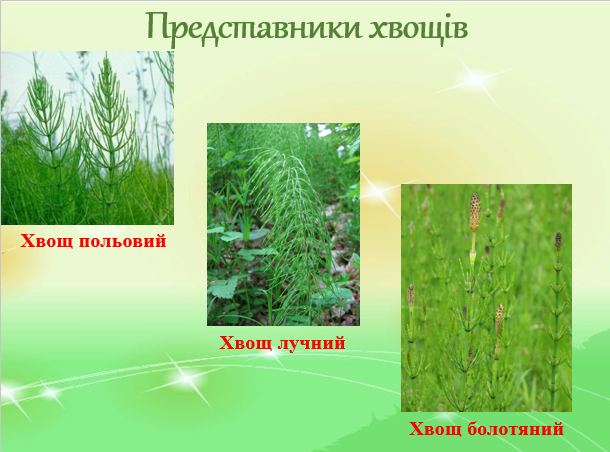 Представники хвощів
Хвощ польовий
Хвощ лучний
Хвощ болотяний